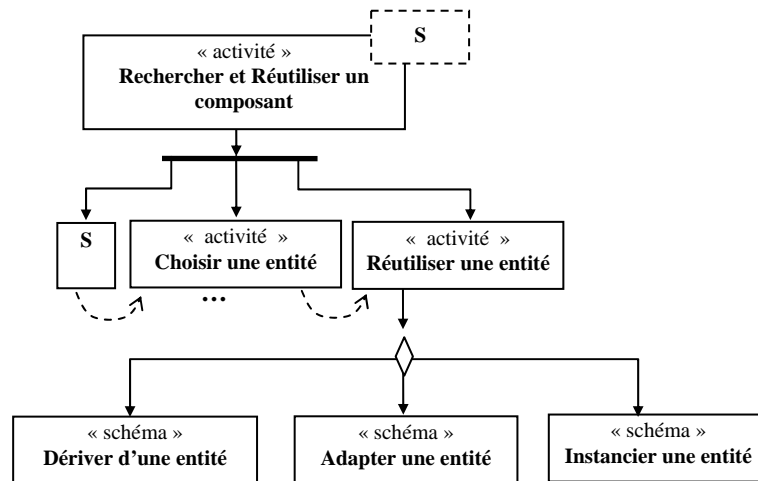 S
« activité »
Rechercher et Réutiliser un
composant
S
« activité »
Choisir une entité
...
« activité »
Réutiliser une entité
« schéma »
Dériver d’une entité
« schéma »
Adapter une entité
« schéma »
Instancier une entité